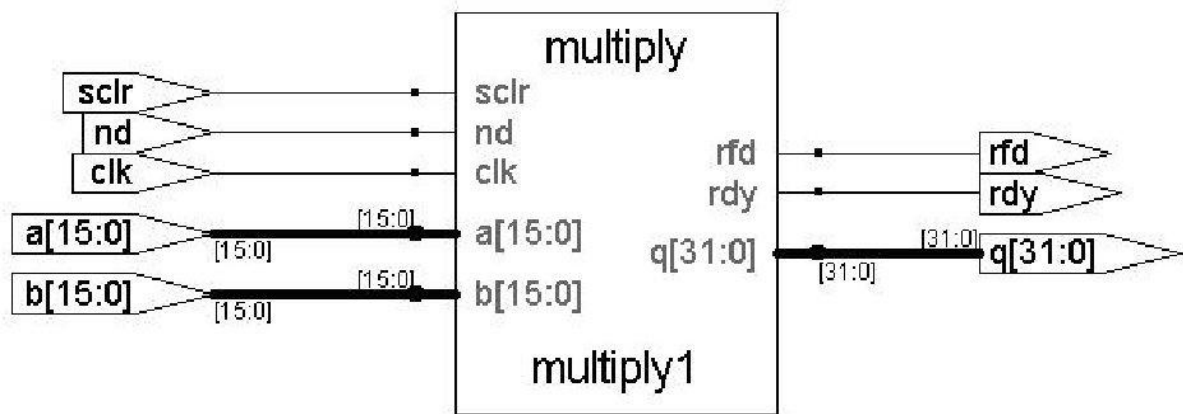 multiply
sclr sclr
nd nd
clk clk
rfd rfd
rdy rdy
a[15:0] [15:0] [15:0] a[15:0]
q[31:0] [31:0] [31:0] q[31:0]
b[15:0] [15:0] [15:0] b[15:0]
multiply1